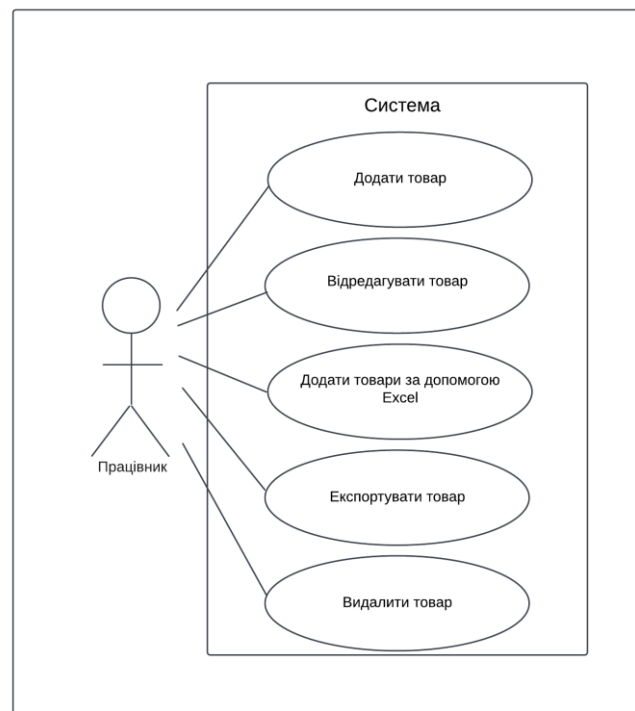 Система
Додати товар
Відредагувати товар
Додати товари за допомогою
Excel
Експортувати товар
Працівник
Видалити товар